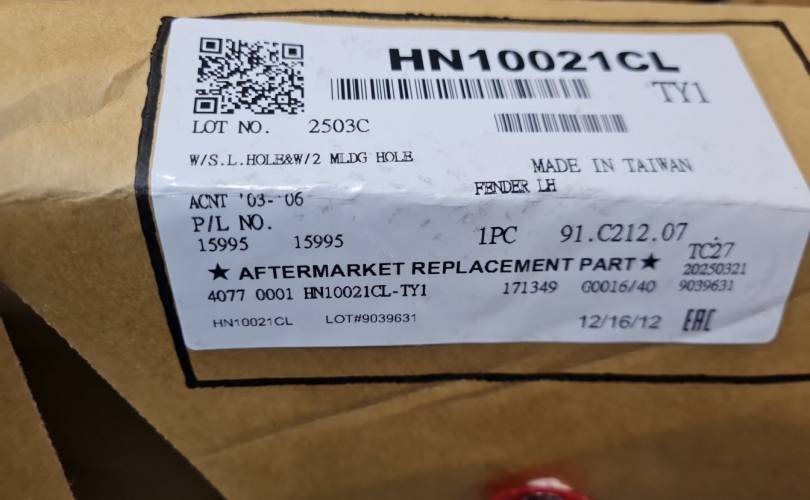 HN10021CL
TY1
LOT NO. 2503C
W/S.L.HOLE&W/2 MLDG HOLE
MADE IN TAIWAN
FENDER LH
ACNT '03-'06
P/L NO.
15995 15995 1PC 91.C212.07
TC27
★ AFTERMARKET REPLACEMENT PART ★ 20250321
4077 0001 HN10021CL-TY1 171349 G0016/40 9039631
HN10021CL LOT#9039631 12/16/12 EAC